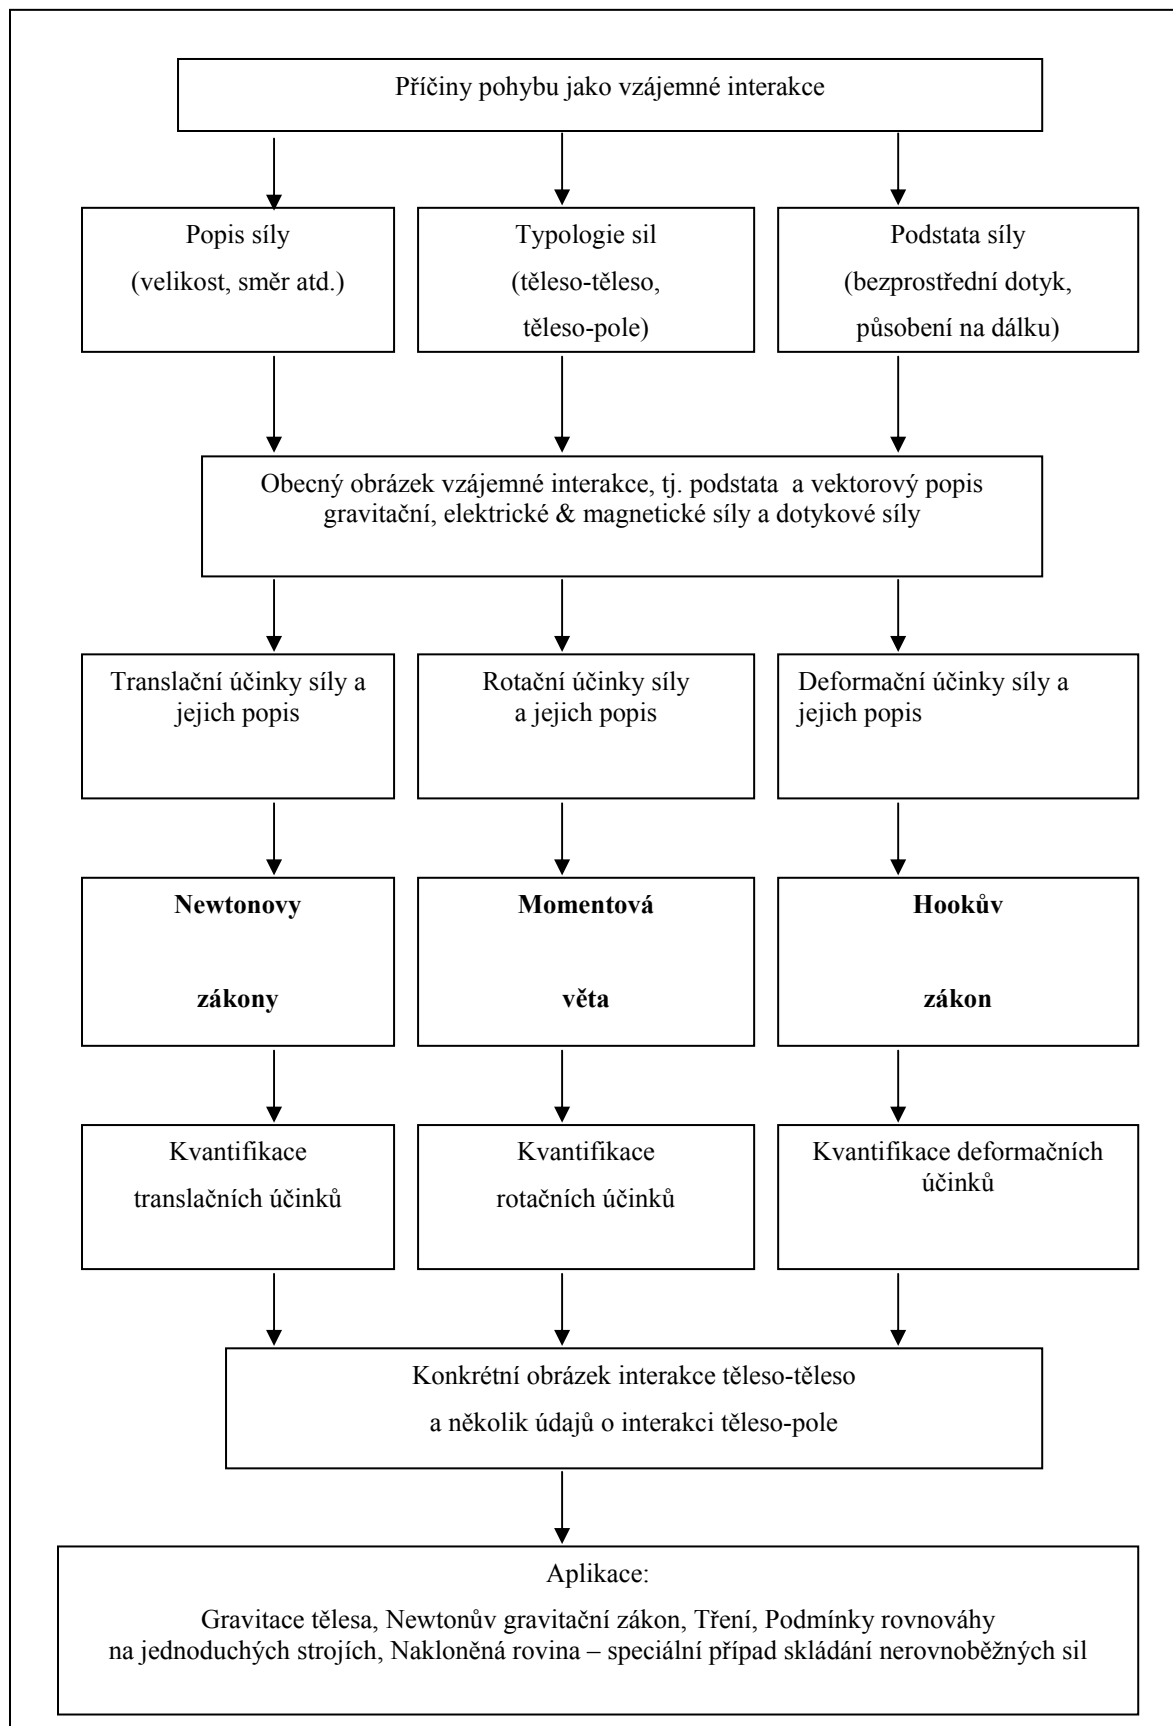 Příčiny pohybu jako vzájemné interakce
Popis síly
(velikost, směr atd.)
Typologie sil
(těleso-těleso,
těleso-pole)
Podstata síly
(bezprostřední dotyk,
působení na dálku)
Obecný obrázek vzájemné interakce, tj. podstata a vektorový popis
gravitační, elektrické & magnetické síly a dotykové síly
Translační účinky síly a
jejich popis
Rotační účinky síly
a jejich popis
Deformační účinky síly a
jejich popis
Newtonovy
zákony
Momentová
věta
Hookův
zákon
Kvantifikace
translačních účinků
Kvantifikace
rotačních účinků
Kvantifikace deformačních
účinků
Konkrétní obrázek interakce těleso-těleso
a několik údajů o interakci těleso-pole
Aplikace:
Gravitace tělesa, Newtonův gravitační zákon, Tření, Podmínky rovnováhy
na jednoduchých strojích, Nakloněná rovina – speciální případ skládání nerovnoběžných sil